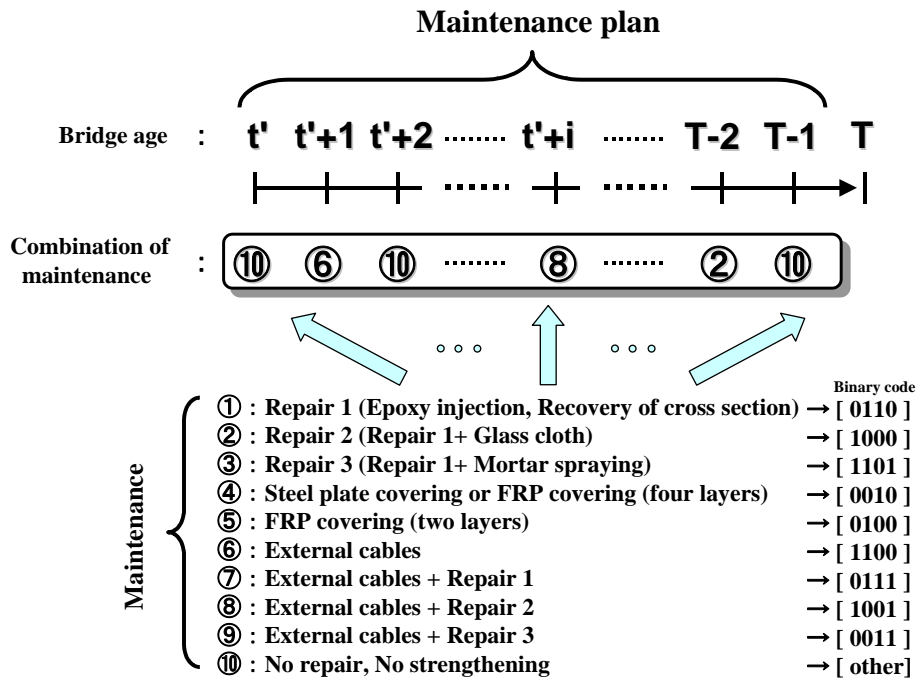 Maintenance plan
Bridge age : t' t'+1 t'+2 ........ t'+i ........ T-2 T-1 T
Combination of
maintenance : ⑩ ⑥ ⑩ ........ ⑧ ........ ② ⑩
Binary code
Maintenance
① : Repair 1 (Epoxy injection, Recovery of cross section) → [ 0110 ]
② : Repair 2 (Repair 1+ Glass cloth) → [ 1000 ]
③ : Repair 3 (Repair 1+ Mortar spraying) → [ 1101 ]
④ : Steel plate covering or FRP covering (four layers) → [ 0010 ]
⑤ : FRP covering (two layers) → [ 0100 ]
⑥ : External cables → [ 1100 ]
⑦ : External cables + Repair 1 → [ 0111 ]
⑧ : External cables + Repair 2 → [ 1001 ]
⑨ : External cables + Repair 3 → [ 0011 ]
⑩ : No repair, No strengthening → [ other]